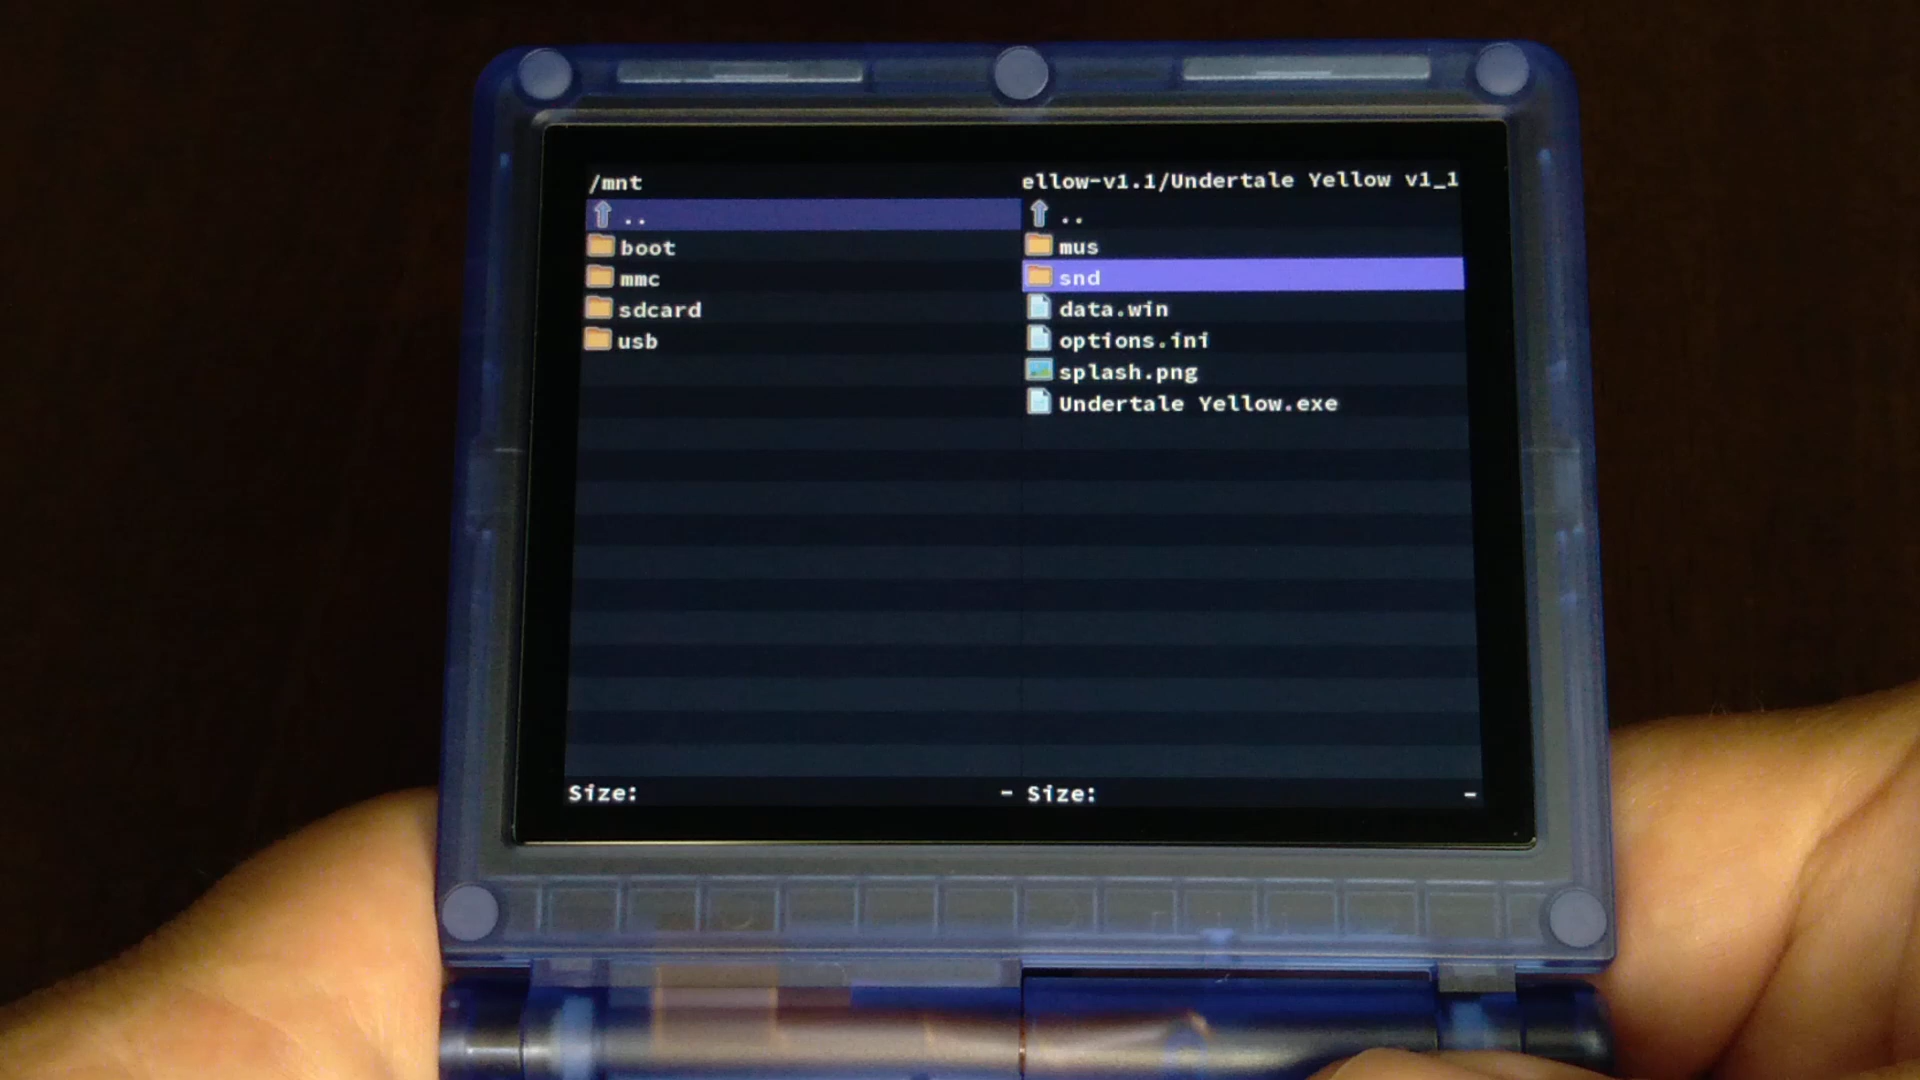 /mnt
..
boot
mmc
sdcard
usb
Size: -
ellow-v1.1/Undertale Yellow v1_1
..
mus
snd
data.win
options.ini
splash.png
Undertale Yellow.exe
Size: -